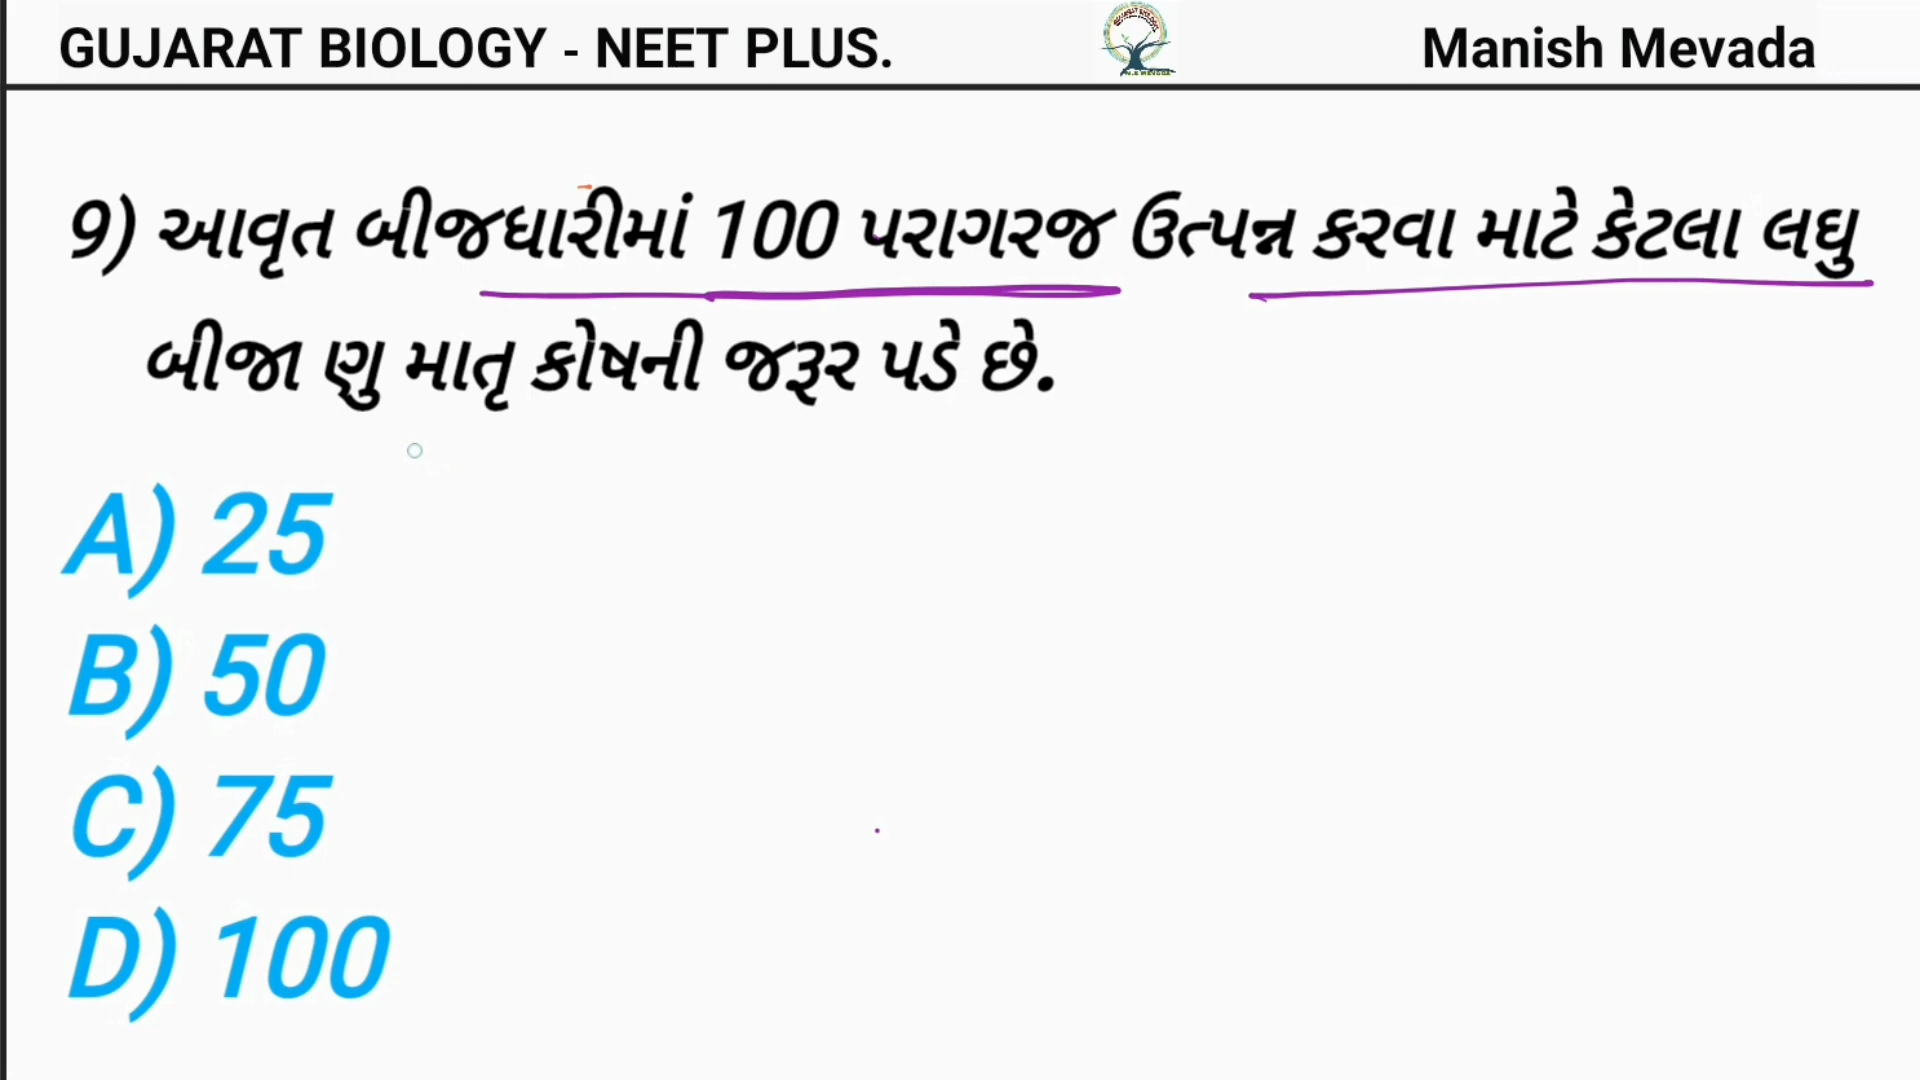 GUJARAT BIOLOGY - NEET PLUS.
Manish Mevada
9) આવૃત બીજધારીમાં 100 પરાગરજ ઉત્પન્ન કરવા માટે કેટલા લઘુ
બીજા ણુ માતૃ કોષની જરૂર પડે છે.
A) 25
B) 50
C) 75
D) 100